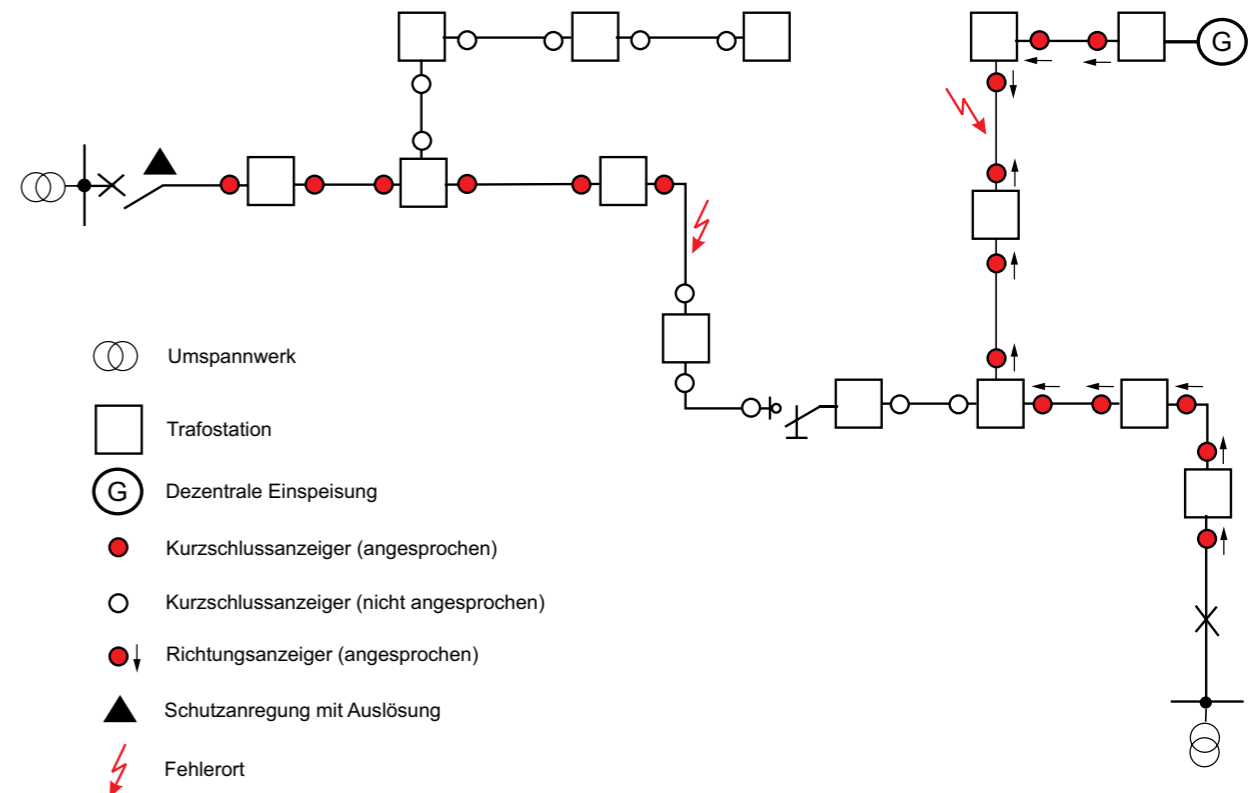 G
Umspannwerk
Trafostation
G
Dezentrale Einspeisung
Kurzschlussanzeiger (angesprochen)
Kurzschlussanzeiger (nicht angesprochen)
Richtungsanzeiger (angesprochen)
Schutzanregung mit Auslösung
Fehlerort